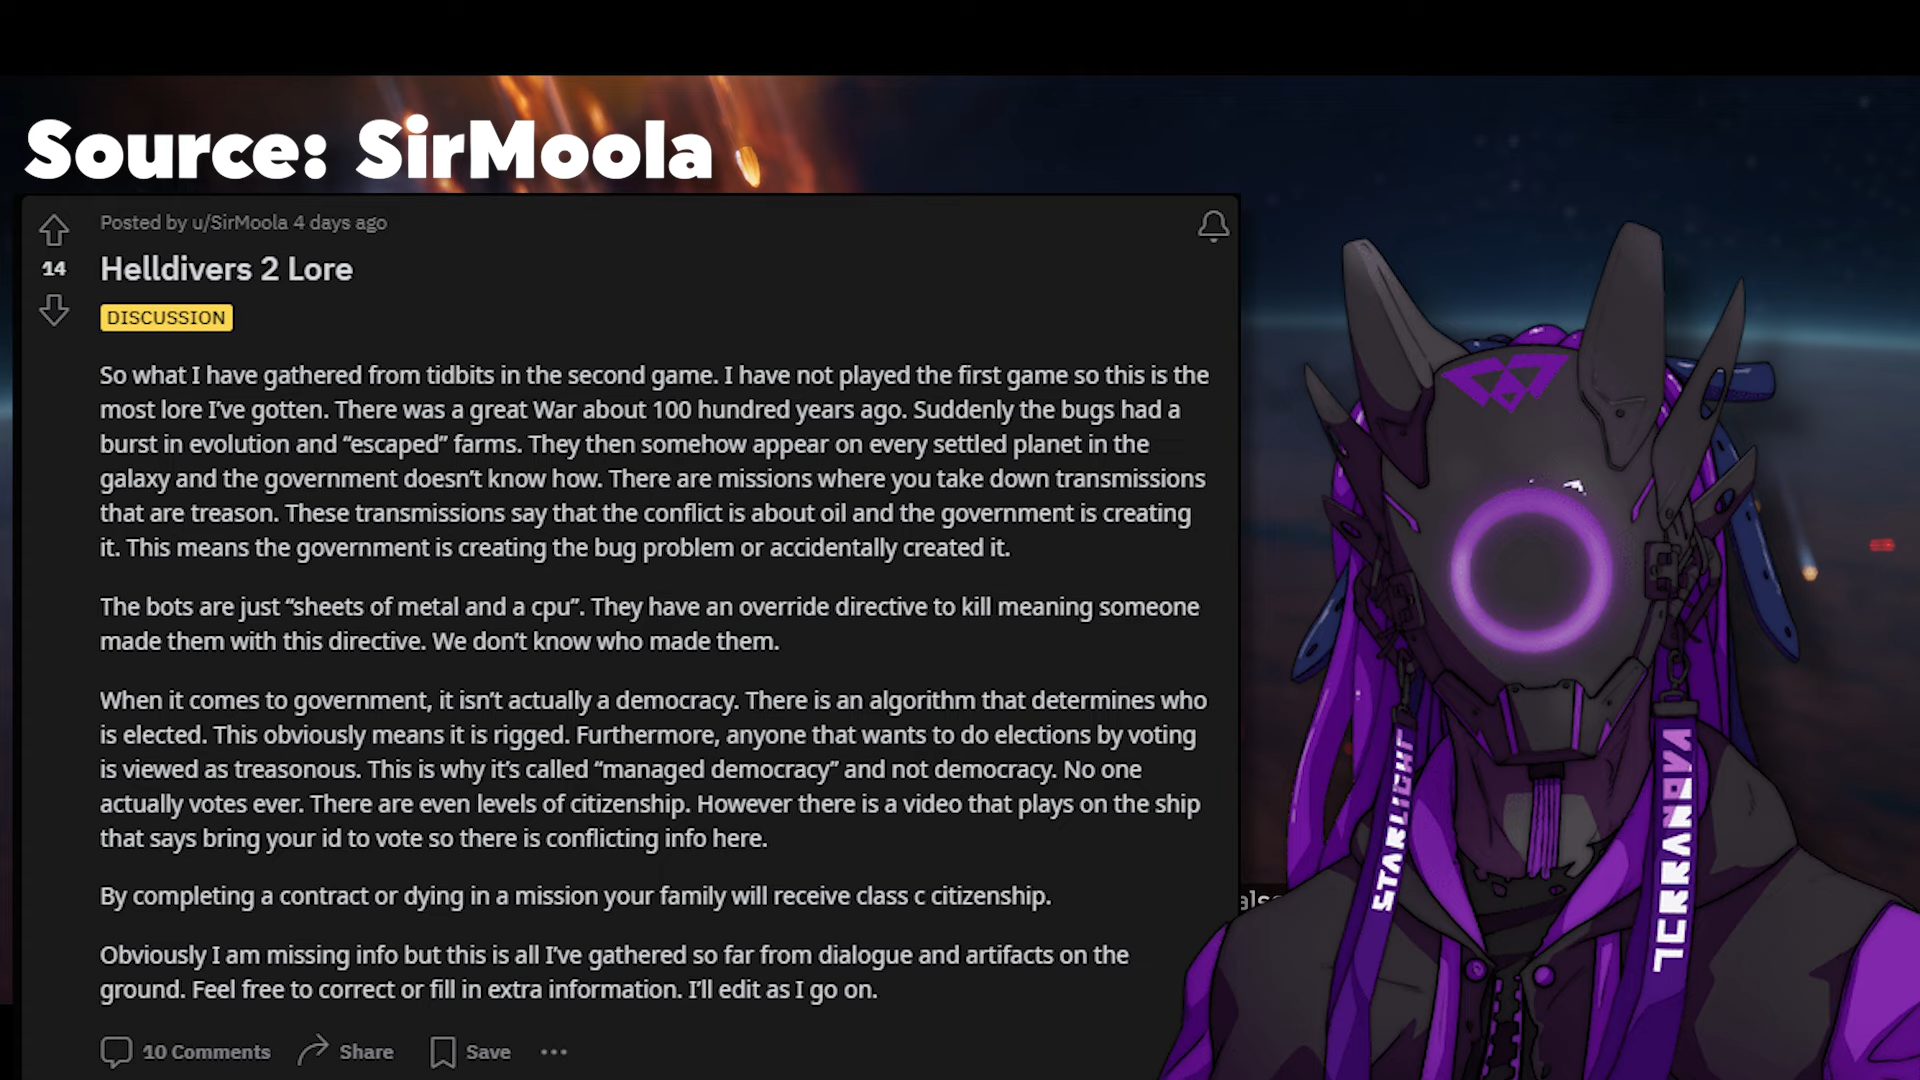 Source: SirMoola
Posted by u/SirMoola 4 days ago
14
Helldivers 2 Lore
DISCUSSION
So what I have gathered from tidbits in the second game. I have not played the first game so this is the
most lore I’ve gotten. There was a great War about 100 hundred years ago. Suddenly the bugs had a
burst in evolution and “escaped” farms. They then somehow appear on every settled planet in the
galaxy and the government doesn’t know how. There are missions where you take down transmissions
that are treason. These transmissions say that the conflict is about oil and the government is creating
it. This means the government is creating the bug problem or accidentally created it.
The bots are just “sheets of metal and a cpu”. They have an override directive to kill meaning someone
made them with this directive. We don’t know who made them.
When it comes to government, it isn’t actually a democracy. There is an algorithm that determines who
is elected. This obviously means it is rigged. Furthermore, anyone that wants to do elections by voting
is viewed as treasonous. This is why it’s called “managed democracy” and not democracy. No one
actually votes ever. There are even levels of citizenship. However there is a video that plays on the ship
that says bring your id to vote so there is conflicting info here.
By completing a contract or dying in a mission your family will receive class c citizenship.
Obviously I am missing info but this is all I’ve gathered so far from dialogue and artifacts on the
ground. Feel free to correct or fill in extra information. I’ll edit as I go on.
10 Comments
Share
Save
STARLIGHT